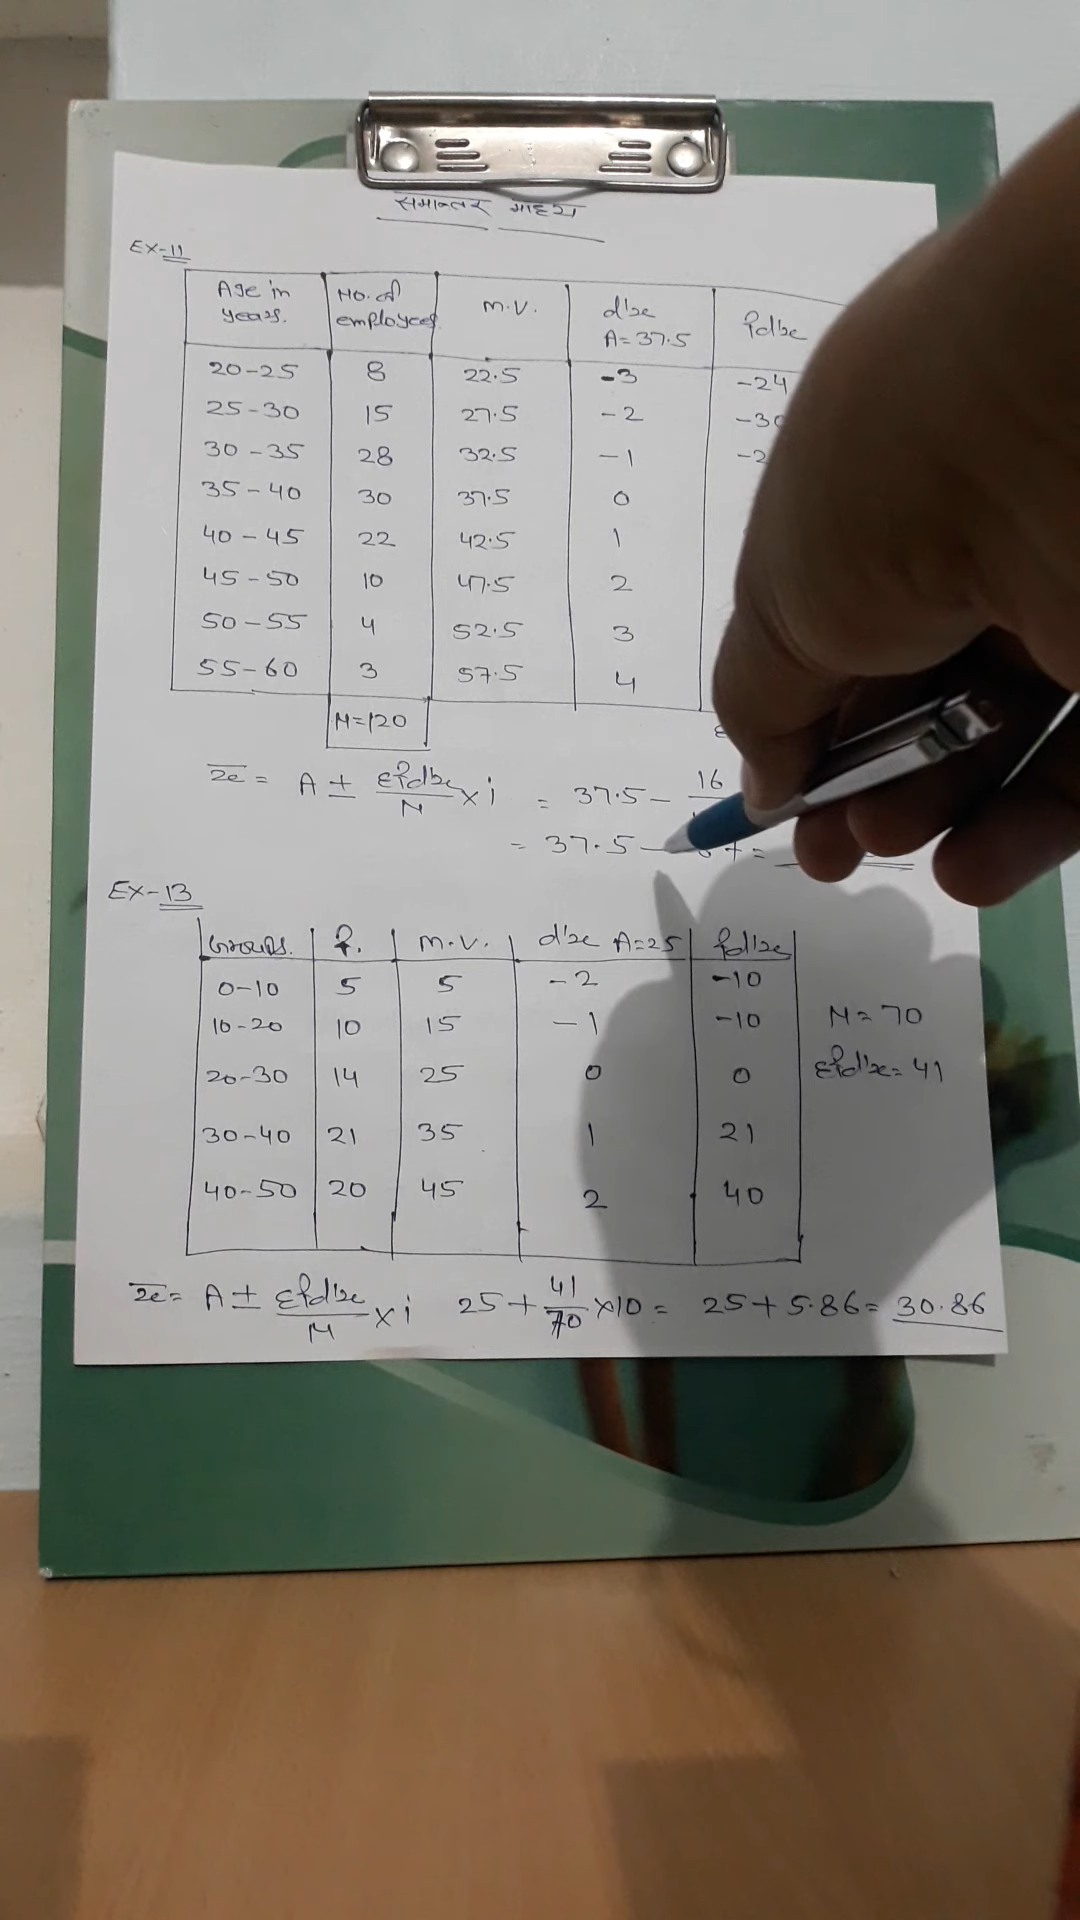 समान्तर माध्य
EX-11
Age in years. No. of employees M.V. d'x A=37.5 fd'x
20-25 8 22.5 -3 -24
25-30 15 27.5 -2 -30
30-35 28 32.5 -1 -2
35-40 30 37.5 0
40-45 22 42.5 1
45-50 10 47.5 2
50-55 4 52.5 3
55-60 3 57.5 4
N=120
x̄ = A ± Σfd'x/N × i = 37.5 - 16
= 37.5 -
EX-13
Groups. f. M.V. d'x A=25 fd'x
0-10 5 5 -2 -10
10-20 10 15 -1 -10 N=70
20-30 14 25 0 0 Σfd'x=41
30-40 21 35 1 21
40-50 20 45 2 40
x̄ = A ± Σfd'x/N × i 25 + 41/70 × 10 = 25 + 5.86 = 30.86